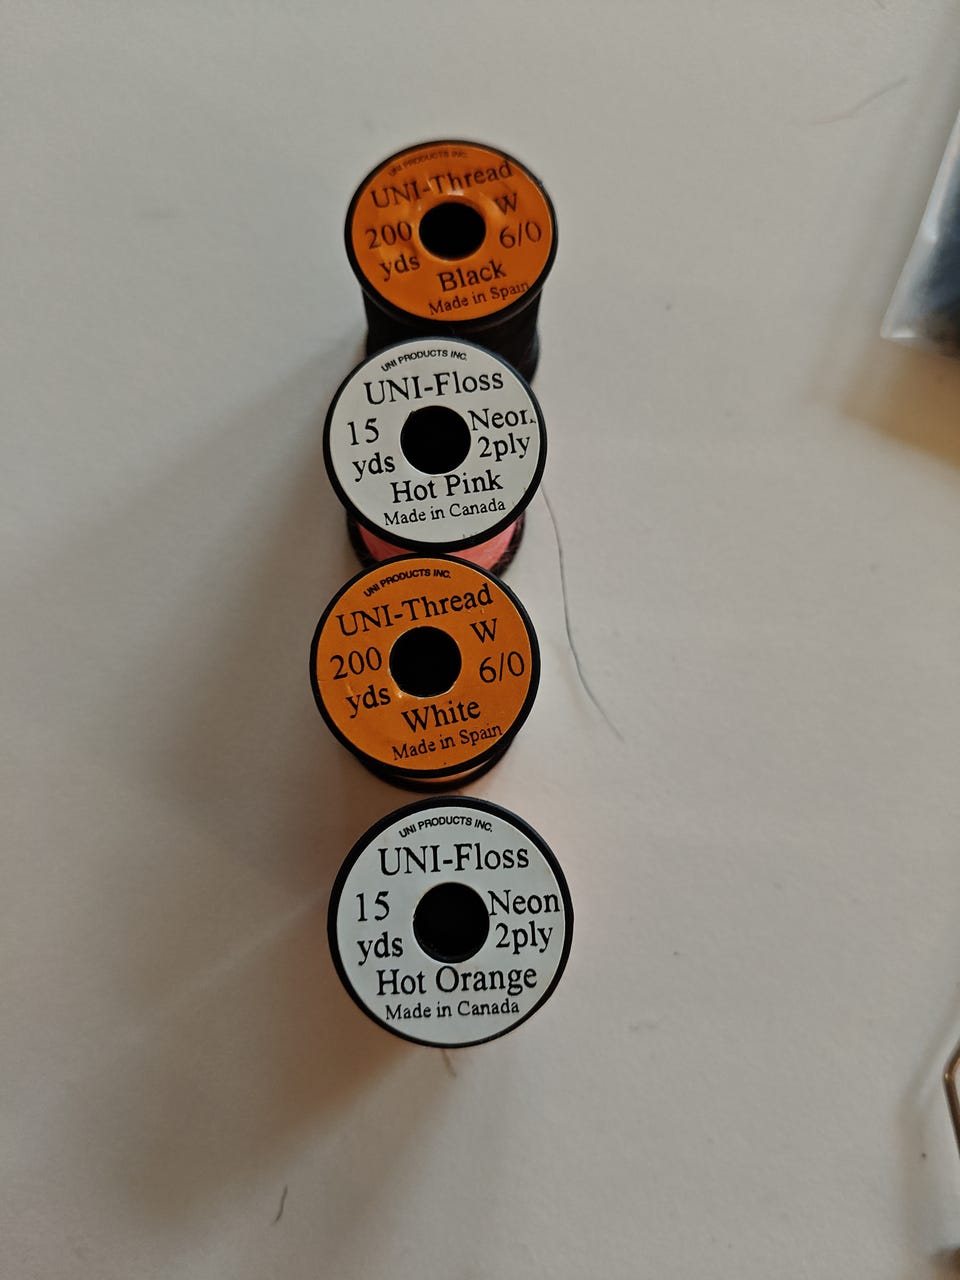 UNI PRODUCTS INC.
UNI-Thread
200 W
yds 6/0
Black
Made in Spain
UNI PRODUCTS INC.
UNI-Floss
15 Neon
yds 2ply
Hot Pink
Made in Canada
UNI PRODUCTS INC.
UNI-Thread
200 W
yds 6/0
White
Made in Spain
UNI PRODUCTS INC.
UNI-Floss
15 Neon
yds 2ply
Hot Orange
Made in Canada